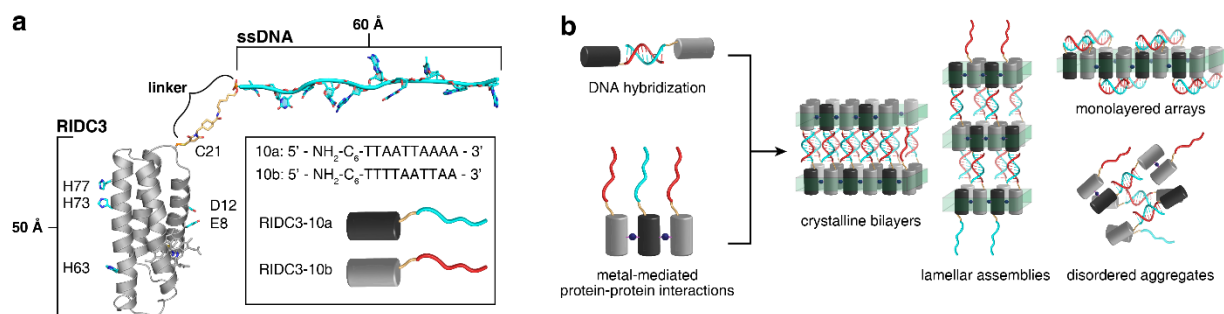 a
ssDNA
60 Å
linker
RIDC3
C21
H77
H73
D12
E8
50 Å
H63
10a: 5' - NH2-C6-TTAATTAAAA - 3'
10b: 5' - NH2-C6-TTTTAATTAA - 3'
RIDC3-10a
RIDC3-10b
b
DNA hybridization
metal-mediated
protein-protein interactions
crystalline bilayers
lamellar assemblies
monolayered arrays
disordered aggregates